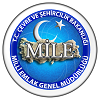 T.C. ÇEVRE VE ŞEHİRCİLİK BAKANLIĞI
MİLE
MİLLİ EMLAK GENEL MÜDÜRLÜĞÜ